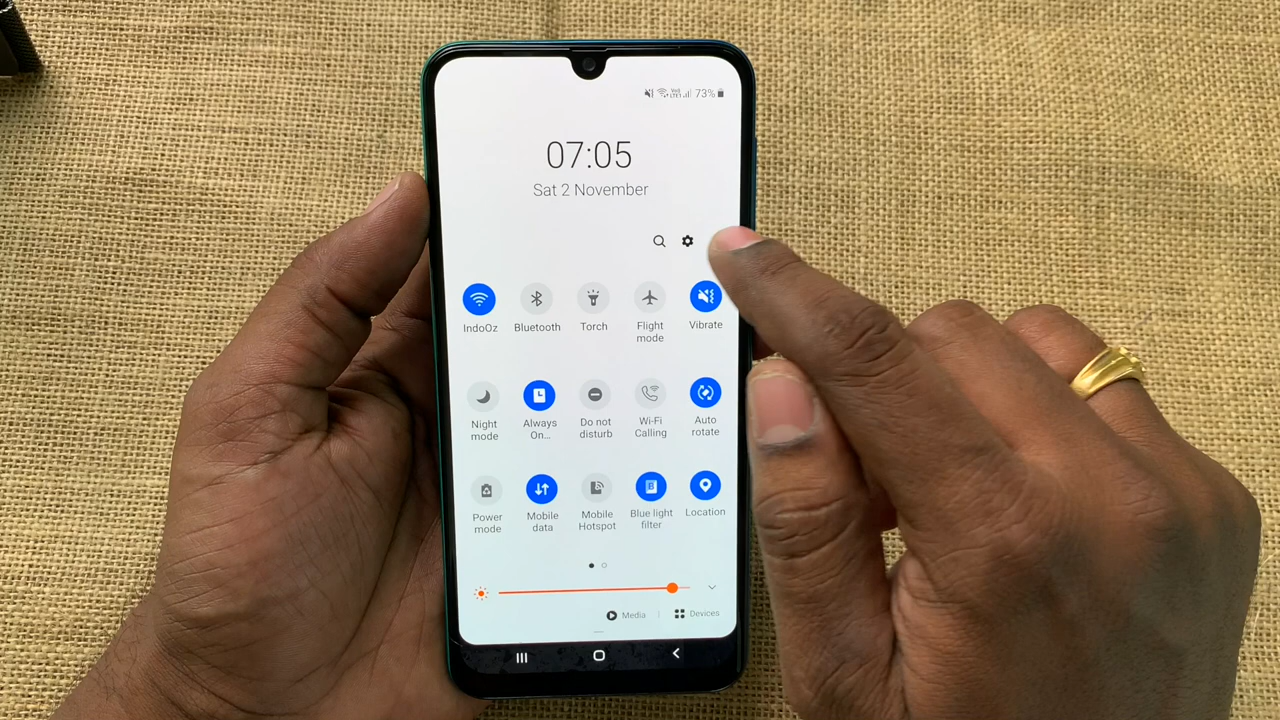 73%
07:05
Sat 2 November
IndoOz
Bluetooth
Torch
Flight
mode
Vibrate
Night
mode
Always
On...
Do not
disturb
Wi-Fi
Calling
Auto
rotate
Power
mode
Mobile
data
Mobile
Hotspot
Blue light
filter
Location
Media
Devices